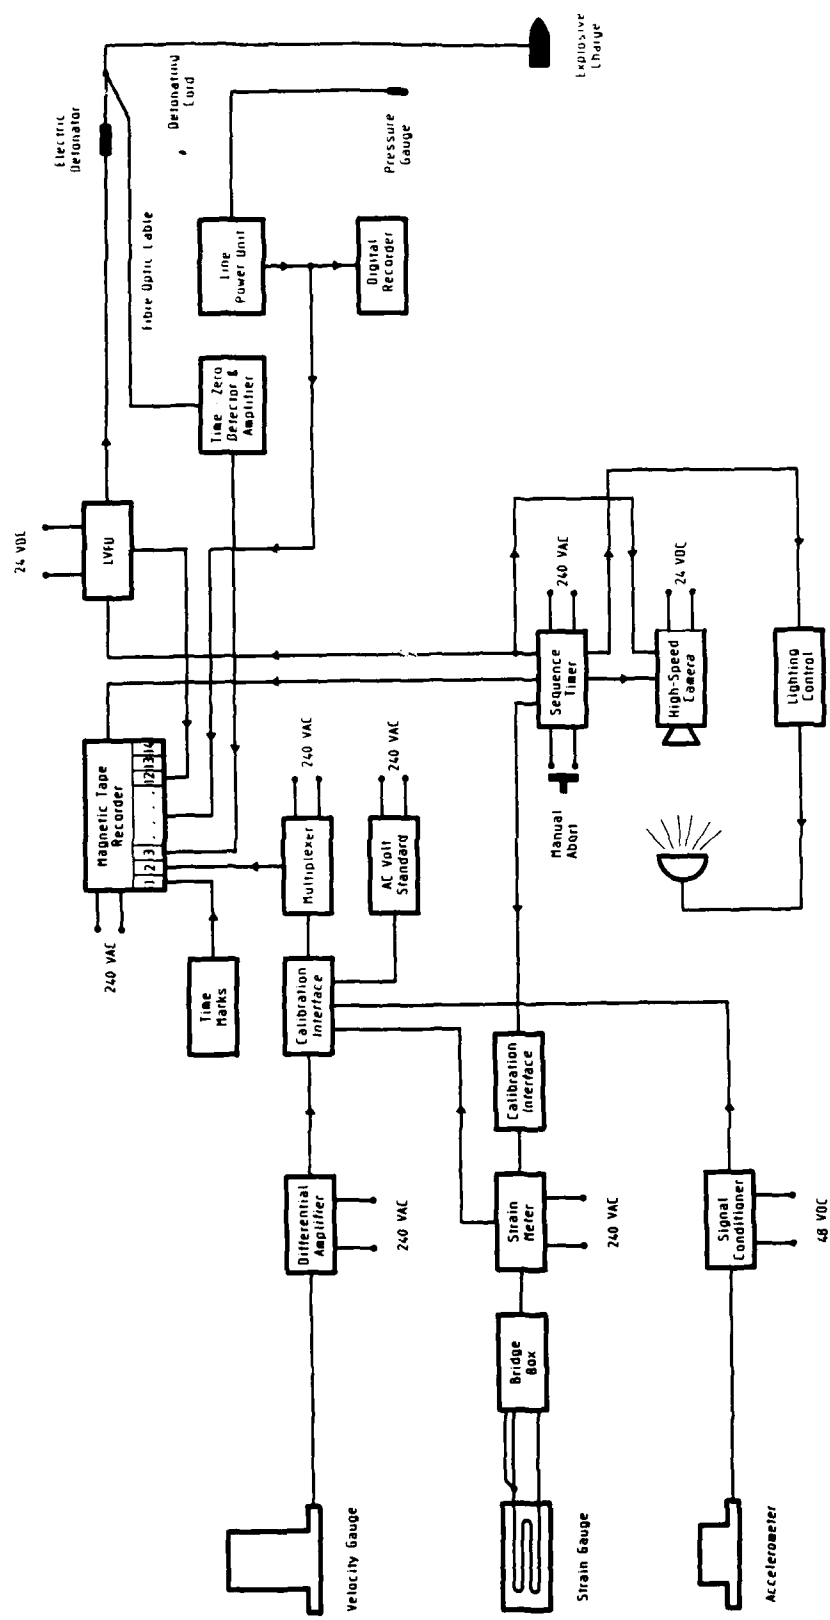 Explosive
Charge
Electric
Detonator
Detonating
Cord
Pressure
Gauge
Fibre Optic Cable
Line
Power Unit
Digital
Recorder
Time - Zero
Detector &
Amplifier
24 VDC
LVFU
240 VAC
24 VDC
Sequence
Timer
High-Speed
Camera
Lighting
Control
Manual
Abort
Magnetic Tape
Recorder
1 2 3 . . . . 12 13 14
240 VAC
240 VAC
240 VAC
Multiplexer
AC Volt
Standard
Time
Marks
Calibration
Interface
Calibration
Interface
Differential
Amplifier
240 VAC
Strain
Meter
240 VAC
Signal
Conditioner
48 VDC
Bridge
Box
Velocity Gauge
Strain Gauge
Accelerometer